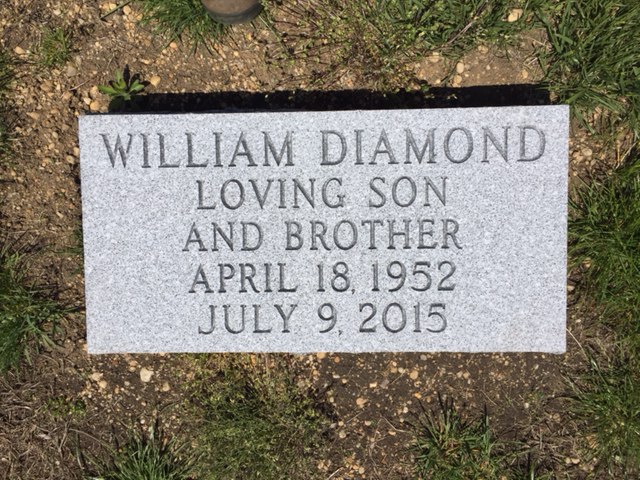 WILLIAM DIAMOND
LOVING SON
AND BROTHER
APRIL 18, 1952
JULY 9, 2015